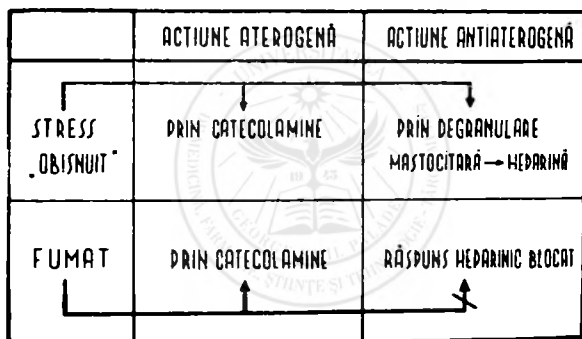 ACTIUNE ATEROGENĂ
ACTIUNE ANTIATEROGENĂ
STRESS
„OBISNUIT"
PRIN CATECOLAMINE
PRIN DEGRANULARE
MASTOCITARĂ → HEPARINĂ
FUMAT
PRIN CATECOLAMINE
RĂSPUNS HEPARINIC BLOCAT